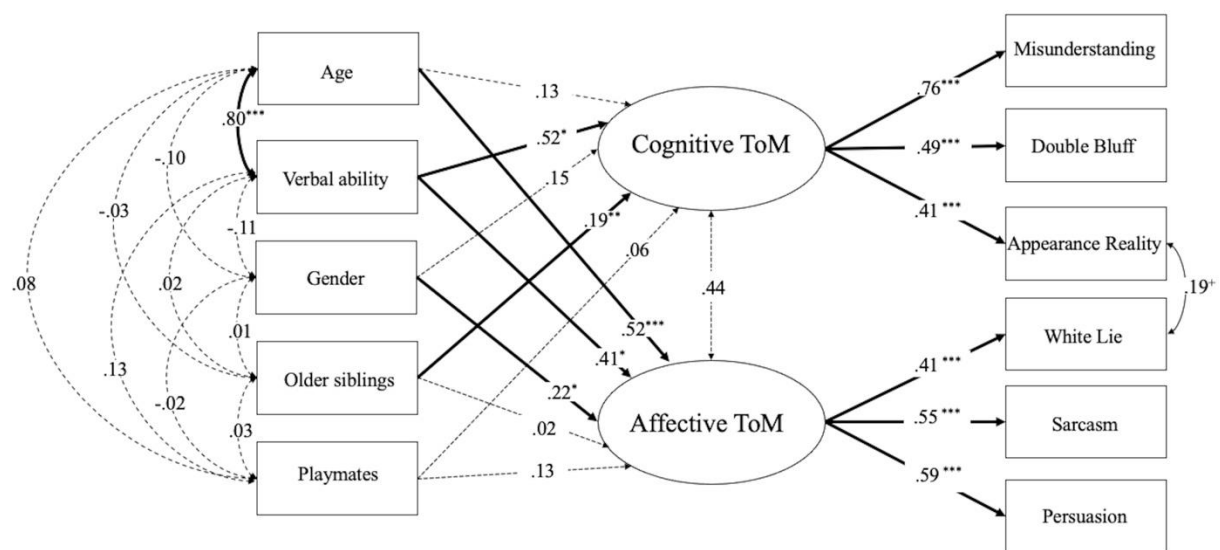 Age
Verbal ability
Gender
Older siblings
Playmates
.80***
-.10
-.03
-.11
.08
.02
.01
.13
-.02
.03
.13
.52*
.15
.19**
.06
.52***
.41*
.22*
.02
.13
Cognitive ToM
.44
Affective ToM
.76***
.49***
.41 ***
.41 ***
.55 ***
.59 ***
Misunderstanding
Double Bluff
Appearance Reality
White Lie
Sarcasm
Persuasion
.19+